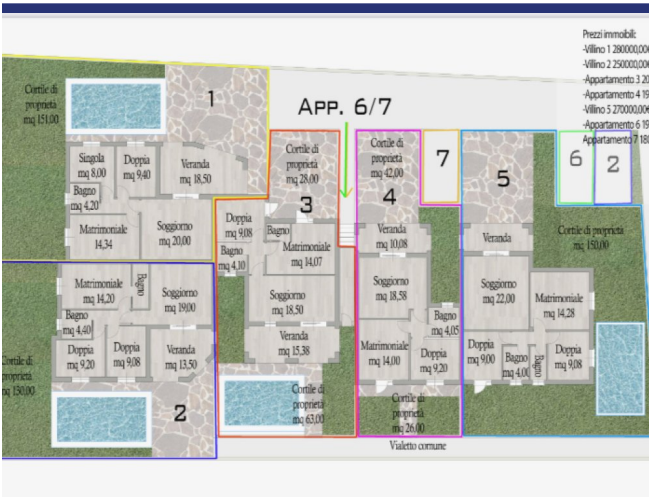 Prezzi immobili:
-Villino 1 280000,00
-Villino 2 250000,00
-Appartamento 3 20
-Appartamento 4 19
-Villino 5 270000,00
-Appartamento 6 19
Appartamento 7 180
Cortile di
proprietà
mq 151,00
1
APP. 6/7
Cortile di
proprietà
mq 28,00
3
Cortile di
proprietà
mq 42,00
4
7
5
6
2
Singola
mq 8,00
Doppia
mq 9,40
Veranda
mq 18,50
Bagno
mq 4,20
Matrimoniale
14,34
Soggiorno
mq 20,00
Doppia
mq 9,08
Bagno
Bagno
mq 4,10
Matrimoniale
mq 14,07
Soggiorno
mq 18,50
Veranda
mq 15,38
Cortile di
proprietà
mq 63,00
Veranda
mq 10,08
Soggiorno
mq 18,58
Bagno
mq 4,05
Matrimoniale
mq 14,00
Doppia
mq 9,20
Cortile di
proprietà
mq 26,00
Vialetto comune
Veranda
Cortile di proprietà
mq 150,00
Soggiorno
mq 22,00
Matrimoniale
mq 14,28
Doppia
mq 9,00
Bagno
mq 4,00
Bagno
Doppia
mq 9,08
Matrimoniale
mq 14,20
Bagno
Soggiorno
mq 19,00
Bagno
mq 4,40
Doppia
mq 9,20
Doppia
mq 9,08
Veranda
mq 13,50
Cortile di
proprietà
mq 150,00
2